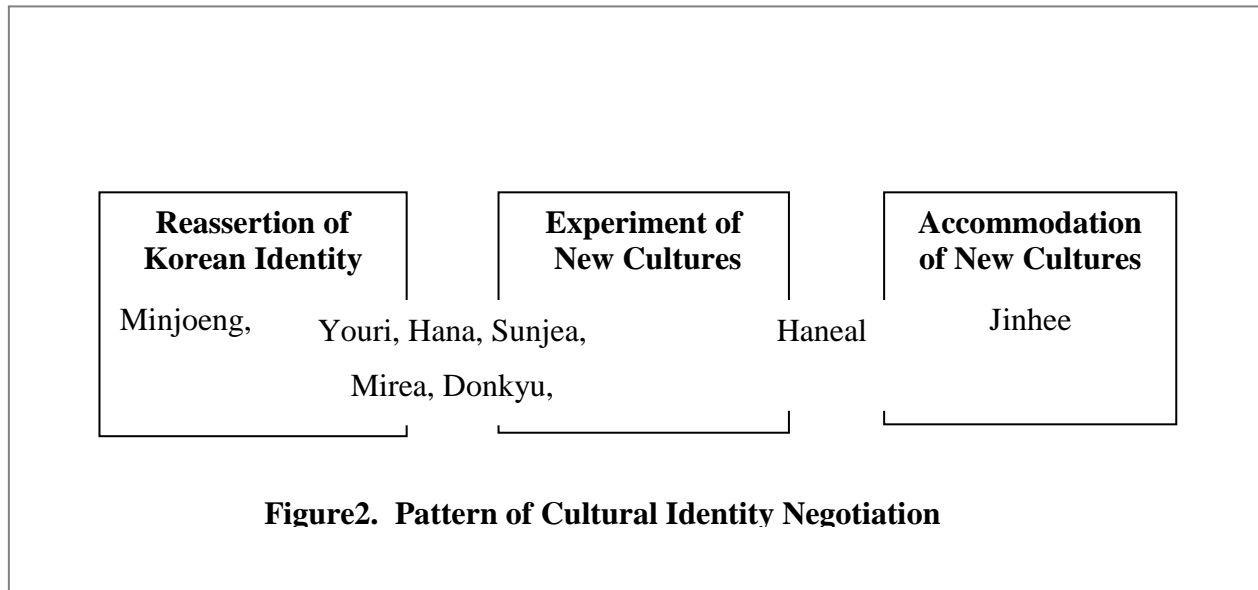 Reassertion of
Korean Identity
Minjoeng,
Youri, Hana, Sunjea,
Mirea, Donkyu,
Experiment of
New Cultures
Haneal
Accommodation
of New Cultures
Jinhee
Figure2. Pattern of Cultural Identity Negotiation